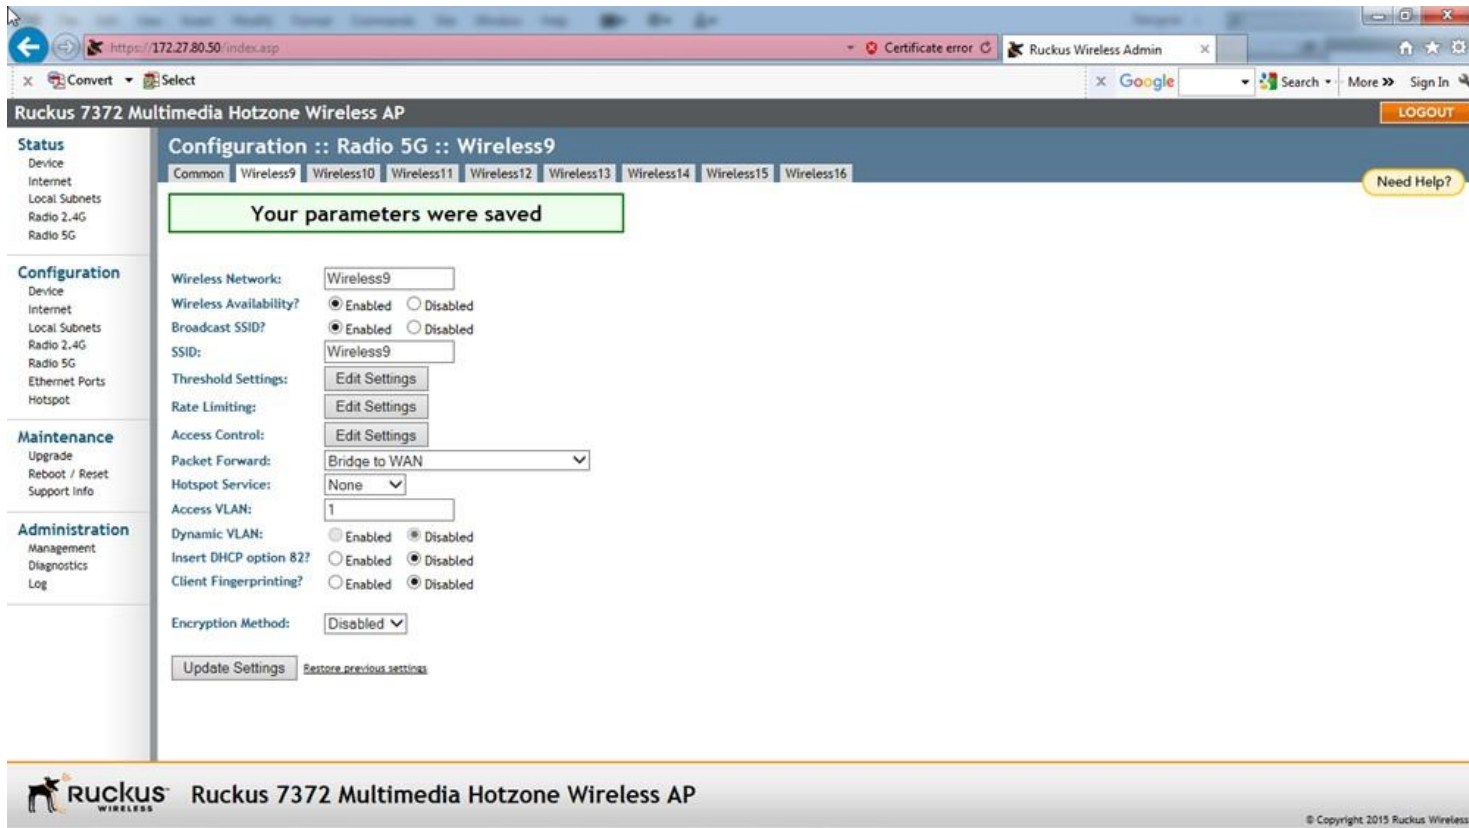 https://172.27.80.50/index.asp
Certificate error
Ruckus Wireless Admin
x Convert Select
x Google Search More >> Sign In
Ruckus 7372 Multimedia Hotzone Wireless AP
LOGOUT
Status
Device
Internet
Local Subnets
Radio 2.4G
Radio 5G
Configuration
Device
Internet
Local Subnets
Radio 2.4G
Radio 5G
Ethernet Ports
Hotspot
Maintenance
Upgrade
Reboot / Reset
Support Info
Administration
Management
Diagnostics
Log
Configuration :: Radio 5G :: Wireless9
Common Wireless9 Wireless10 Wireless11 Wireless12 Wireless13 Wireless14 Wireless15 Wireless16
Need Help?
Your parameters were saved
Wireless Network: Wireless9
Wireless Availability? Enabled Disabled
Broadcast SSID? Enabled Disabled
SSID: Wireless9
Threshold Settings: Edit Settings
Rate Limiting: Edit Settings
Access Control: Edit Settings
Packet Forward: Bridge to WAN
Hotspot Service: None
Access VLAN: 1
Dynamic VLAN: Enabled Disabled
Insert DHCP option 82? Enabled Disabled
Client Fingerprinting? Enabled Disabled
Encryption Method: Disabled
Update Settings Restore previous settings
Ruckus WIRELESS
Ruckus 7372 Multimedia Hotzone Wireless AP
© Copyright 2015 Ruckus Wireless